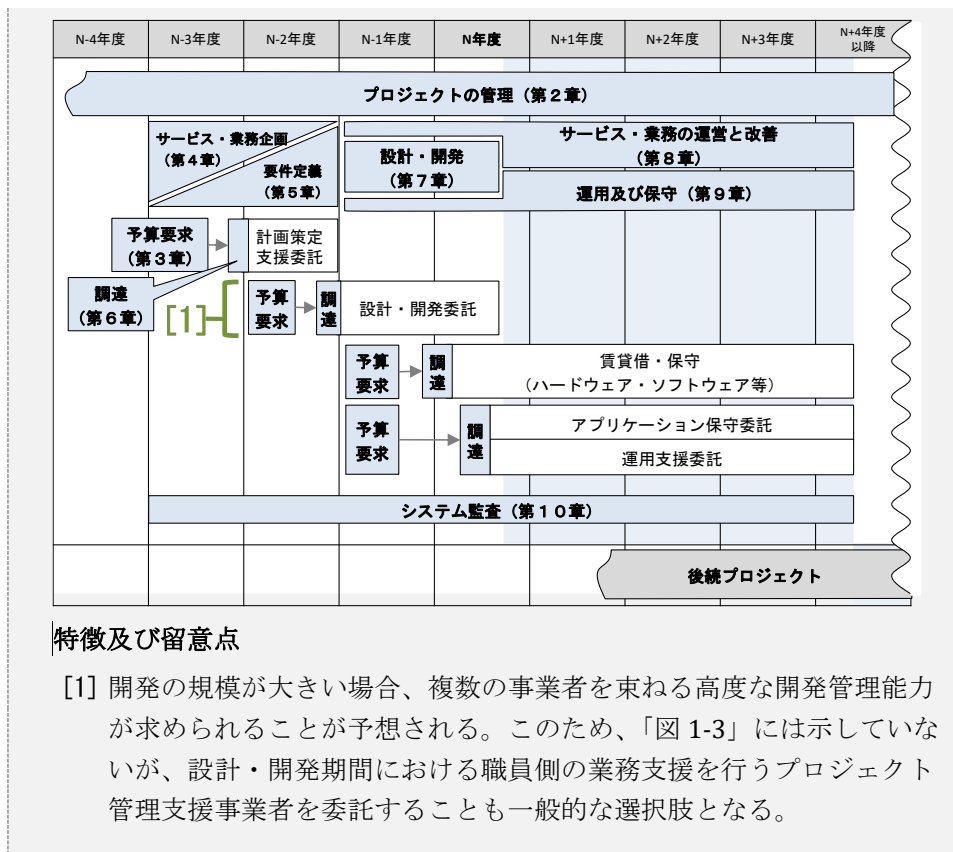 N-4年度 N-3年度 N-2年度 N-1年度 N年度 N+1年度 N+2年度 N+3年度 N+4年度
以降
プロジェクトの管理（第２章）
サービス・業務企画
（第４章）
要件定義
（第５章）
設計・開発
（第７章）
サービス・業務の運営と改善
（第８章）
運用及び保守（第９章）
予算要求
（第３章）
計画策定
支援委託
調達
（第６章）
[1]
予算
要求
調
達
設計・開発委託
予算
要求
調
達
賃貸借・保守
（ハードウェア・ソフトウェア等）
予算
要求
調
達
アプリケーション保守委託
運用支援委託
システム監査（第１０章）
後続プロジェクト
特徴及び留意点
[1] 開発の規模が大きい場合、複数の事業者を束ねる高度な開発管理能力
が求められることが予想される。このため、「図 1-3」には示していな
いが、設計・開発期間における職員側の業務支援を行うプロジェクト
管理支援事業者を委託することも一般的な選択肢となる。